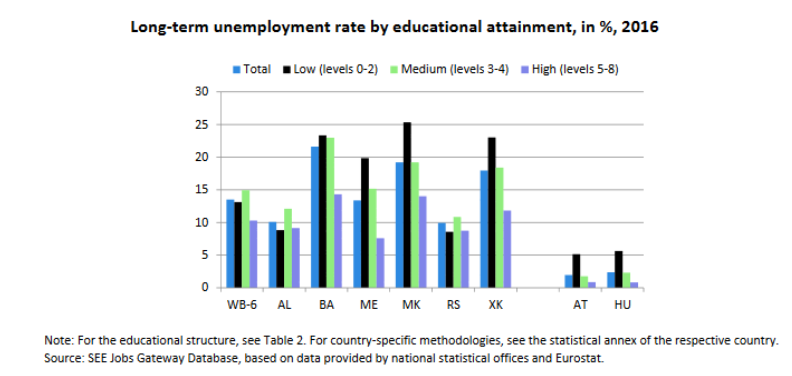 Long-term unemployment rate by educational attainment, in %, 2016
Total Low (levels 0-2) Medium (levels 3-4) High (levels 5-8)
30
25
20
15
10
5
0
WB-6 AL BA ME MK RS XK AT HU
Note: For the educational structure, see Table 2. For country-specific methodologies, see the statistical annex of the respective country.
Source: SEE Jobs Gateway Database, based on data provided by national statistical offices and Eurostat.